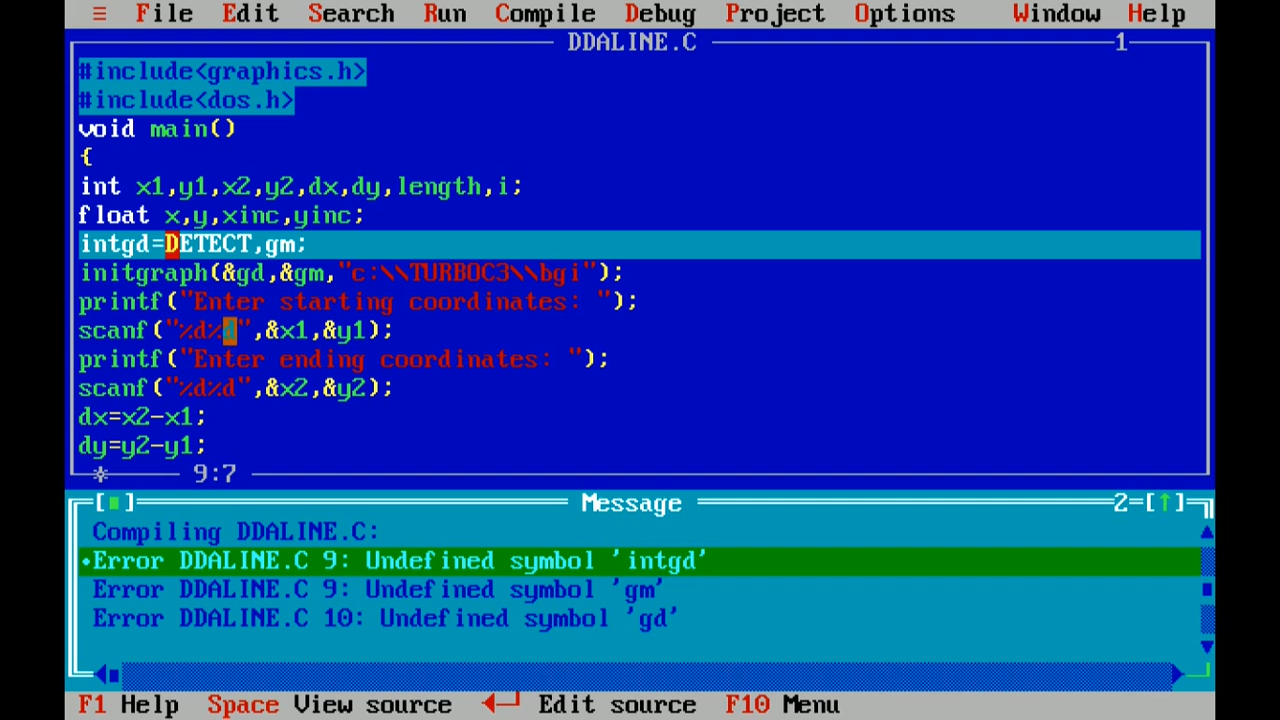 ≡ File Edit Search Run Compile Debug Project Options Window Help
DDALINE.C 1
#include<graphics.h>
#include<dos.h>
void main()
{
int x1,y1,x2,y2,dx,dy,length,i;
float x,y,xinc,yinc;
intgd=DETECT,gm;
initgraph(&gd,&gm,"c:\\TURBOC3\\bgi");
printf("Enter starting coordinates: ");
scanf("%d%d",&x1,&y1);
printf("Enter ending coordinates: ");
scanf("%d%d",&x2,&y2);
dx=x2-x1;
dy=y2-y1;
9:7
Message 2=[↑]
Compiling DDALINE.C:
•Error DDALINE.C 9: Undefined symbol 'intgd'
Error DDALINE.C 9: Undefined symbol 'gm'
Error DDALINE.C 10: Undefined symbol 'gd'
F1 Help Space View source ◄┘ Edit source F10 Menu